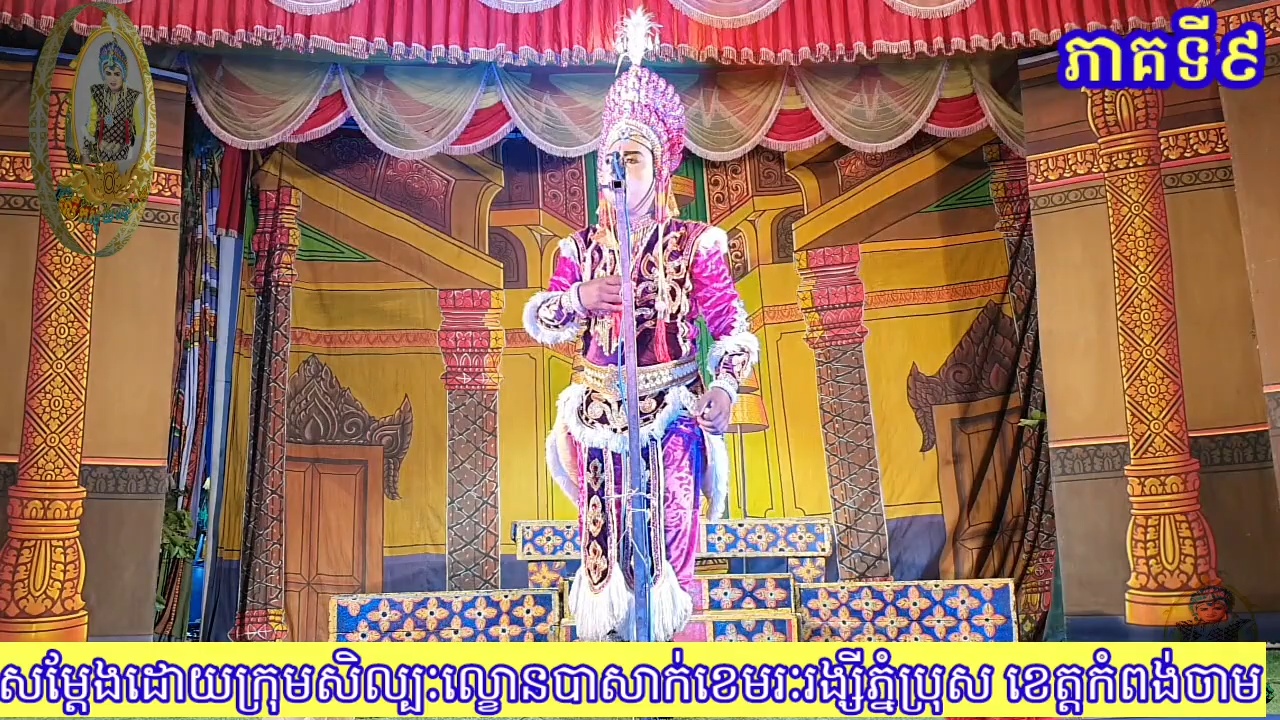 ភាគទី៩
សម្ដែងដោយក្រុមសិល្បៈល្ខោនបាសាក់ខេមរៈរង្ស៊ីភ្នំប្រុស ខេត្តកំពង់ចាម